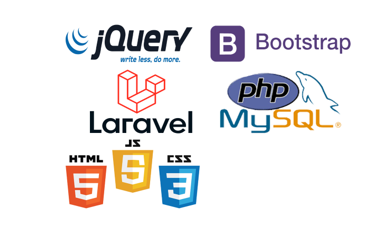 jQuery
write less, do more.
B Bootstrap
Laravel
php
MySQL®
JS
HTML
5
5
CSS
3